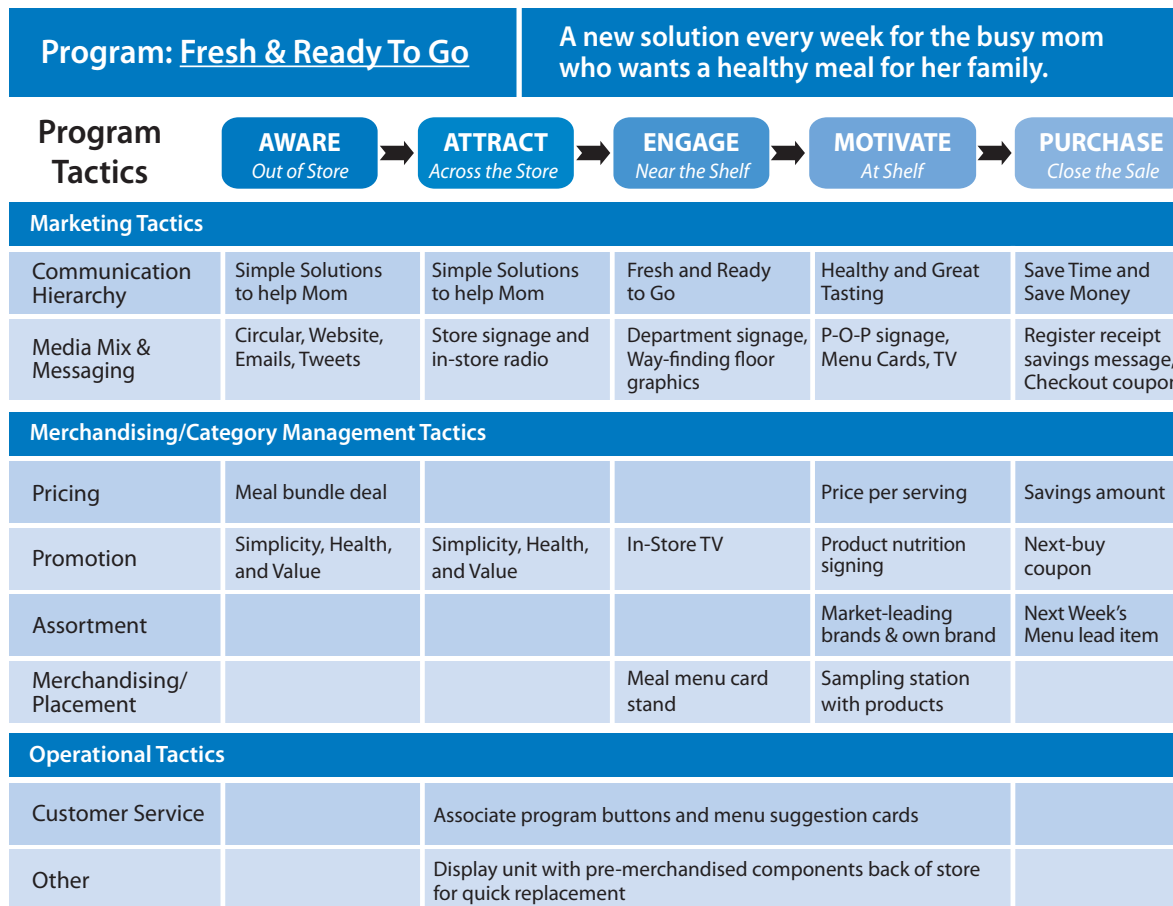 Program: Fresh & Ready To Go
A new solution every week for the busy mom
who wants a healthy meal for her family.
Program
Tactics
AWARE
Out of Store
ATTRACT
Across the Store
ENGAGE
Near the Shelf
MOTIVATE
At Shelf
PURCHASE
Close the Sale
Marketing Tactics
Communication
Hierarchy
Simple Solutions
to help Mom
Simple Solutions
to help Mom
Fresh and Ready
to Go
Healthy and Great
Tasting
Save Time and
Save Money
Media Mix &
Messaging
Circular, Website,
Emails, Tweets
Store signage and
in-store radio
Department signage,
Way-finding floor
graphics
P-O-P signage,
Menu Cards, TV
Register receipt
savings message,
Checkout coupon
Merchandising/Category Management Tactics
Pricing
Meal bundle deal
Price per serving
Savings amount
Promotion
Simplicity, Health,
and Value
Simplicity, Health,
and Value
In-Store TV
Product nutrition
signing
Next-buy
coupon
Assortment
Market-leading
brands & own brand
Next Week's
Menu lead item
Merchandising/
Placement
Meal menu card
stand
Sampling station
with products
Operational Tactics
Customer Service
Associate program buttons and menu suggestion cards
Other
Display unit with pre-merchandised components back of store
for quick replacement